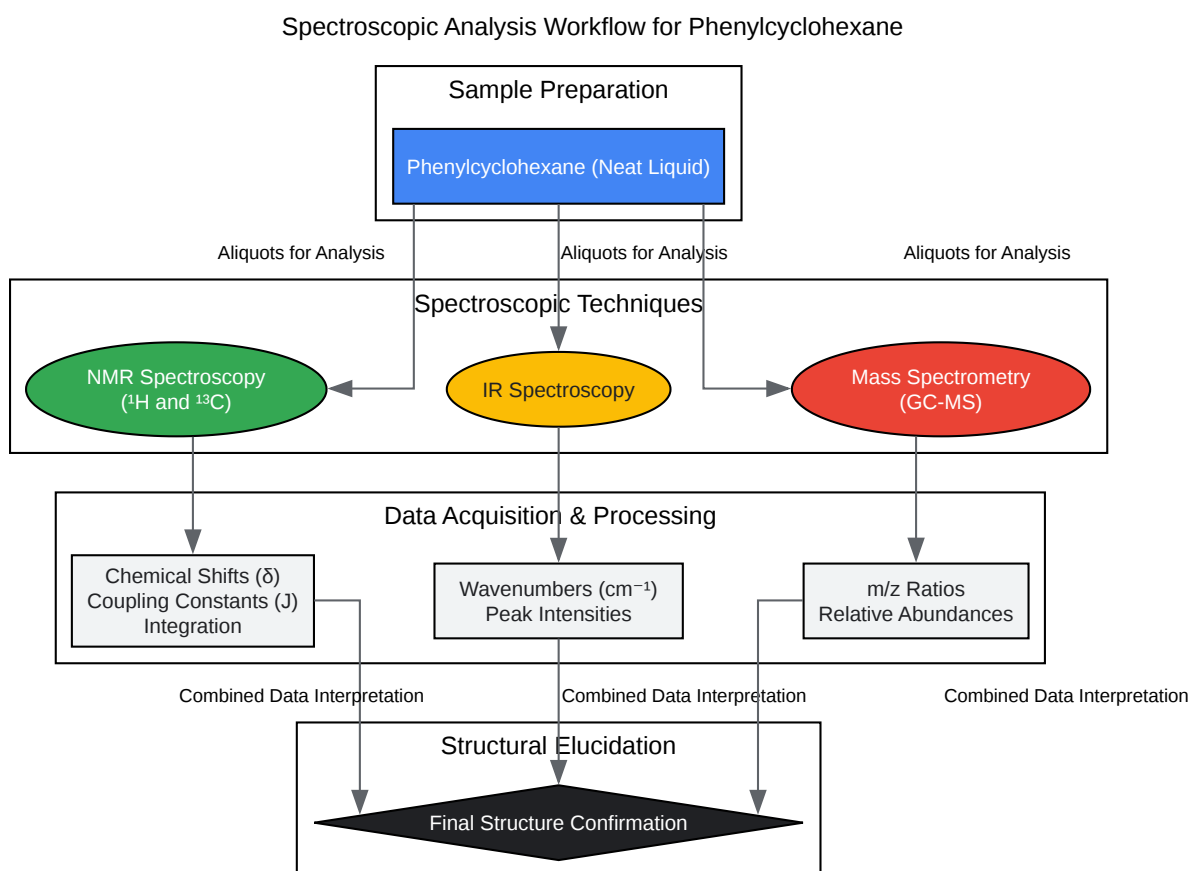 Spectroscopic Analysis Workflow for Phenylcyclohexane
Sample Preparation
Phenylcyclohexane (Neat Liquid)
Aliquots for Analysis
Aliquots for Analysis
Aliquots for Analysis
Spectroscopic Techniques
NMR Spectroscopy
(¹H and ¹³C)
IR Spectroscopy
Mass Spectrometry
(GC-MS)
Data Acquisition & Processing
Chemical Shifts (δ)
Coupling Constants (J)
Integration
Wavenumbers (cm⁻¹)
Peak Intensities
m/z Ratios
Relative Abundances
Combined Data Interpretation
Combined Data Interpretation
Combined Data Interpretation
Structural Elucidation
Final Structure Confirmation